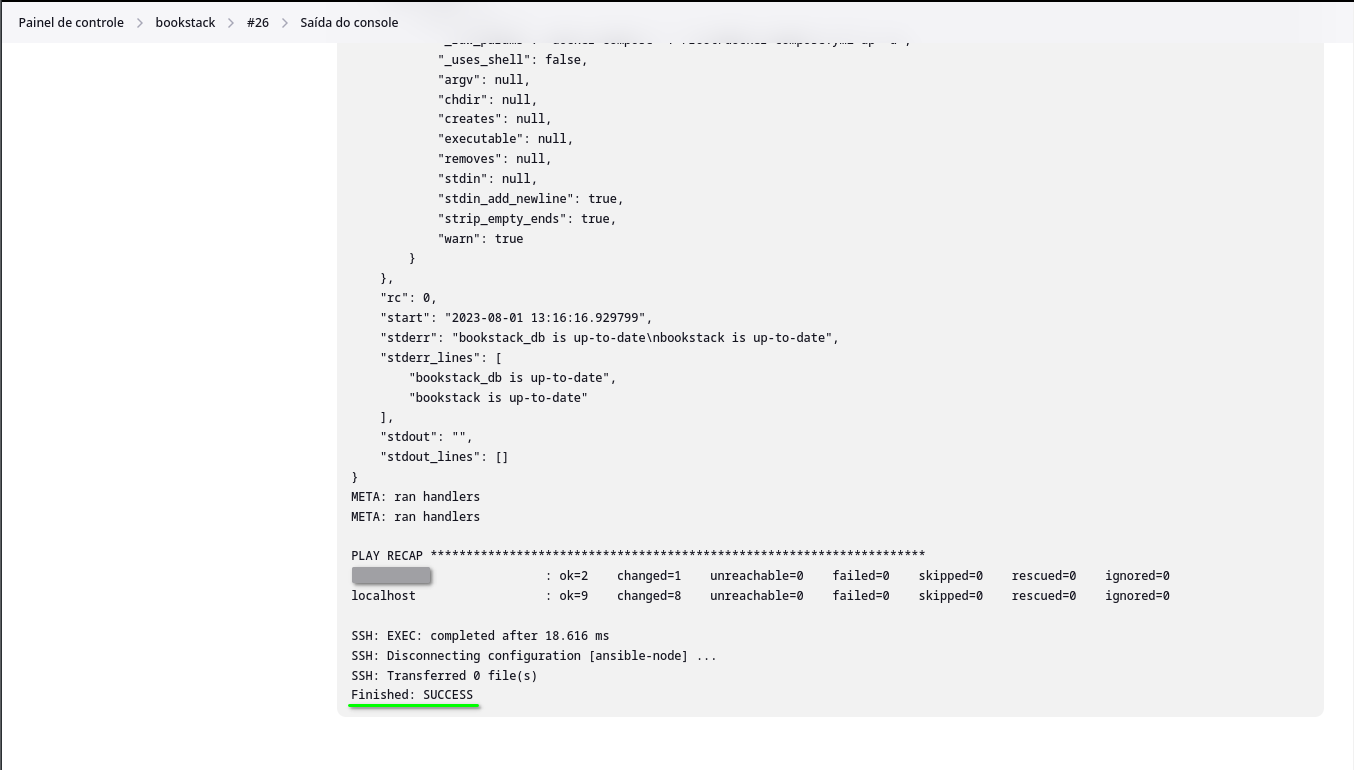 Painel de controle > bookstack > #26 > Saída do console
"_uses_shell": false,
"argv": null,
"chdir": null,
"creates": null,
"executable": null,
"removes": null,
"stdin": null,
"stdin_add_newline": true,
"strip_empty_ends": true,
"warn": true
}
},
"rc": 0,
"start": "2023-08-01 13:16:16.929799",
"stderr": "bookstack_db is up-to-date\nbookstack is up-to-date",
"stderr_lines": [
"bookstack_db is up-to-date",
"bookstack is up-to-date"
],
"stdout": "",
"stdout_lines": []
}
META: ran handlers
META: ran handlers
PLAY RECAP *********************************************************************
: ok=2 changed=1 unreachable=0 failed=0 skipped=0 rescued=0 ignored=0
localhost : ok=9 changed=8 unreachable=0 failed=0 skipped=0 rescued=0 ignored=0
SSH: EXEC: completed after 18.616 ms
SSH: Disconnecting configuration [ansible-node] ...
SSH: Transferred 0 file(s)
Finished: SUCCESS